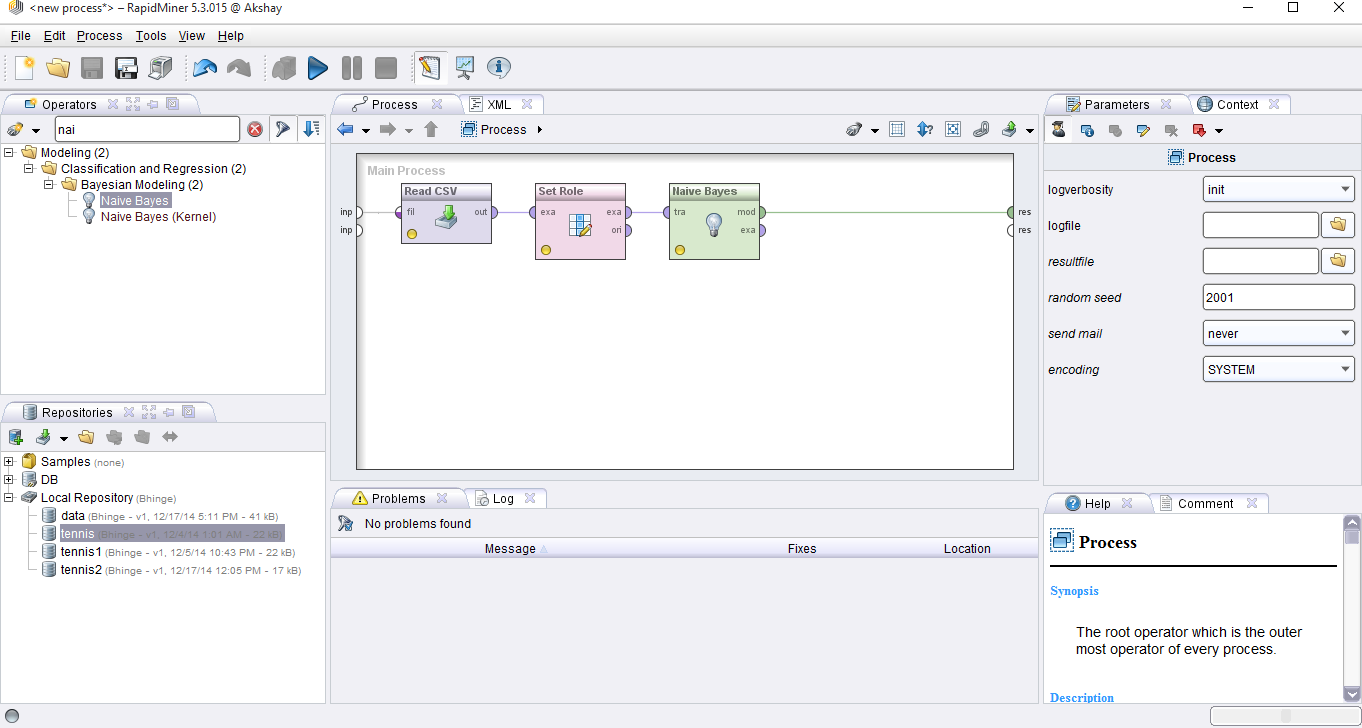 <new process*> – RapidMiner 5.3.015 @ Akshay
File Edit Process Tools View Help
Operators
nai
Modeling (2)
Classification and Regression (2)
Bayesian Modeling (2)
Naive Bayes
Naive Bayes (Kernel)
Repositories
Samples (none)
DB
Local Repository (Bhinge)
data (Bhinge - v1, 12/17/14 5:11 PM - 41 kB)
tennis (Bhinge - v1, 12/4/14 1:01 AM - 22 kB)
tennis1 (Bhinge - v1, 12/5/14 10:43 PM - 22 kB)
tennis2 (Bhinge - v1, 12/17/14 12:05 PM - 17 kB)
Process XML
Process
Main Process
Read CSV Set Role Naive Bayes
inp fil out exa exa tra mod res
inp ori exa res
Problems Log
No problems found
Message Fixes Location
Parameters Context
Process
logverbosity init
logfile
resultfile
random seed 2001
send mail never
encoding SYSTEM
Help Comment
Process
Synopsis
The root operator which is the outer
most operator of every process.
Description